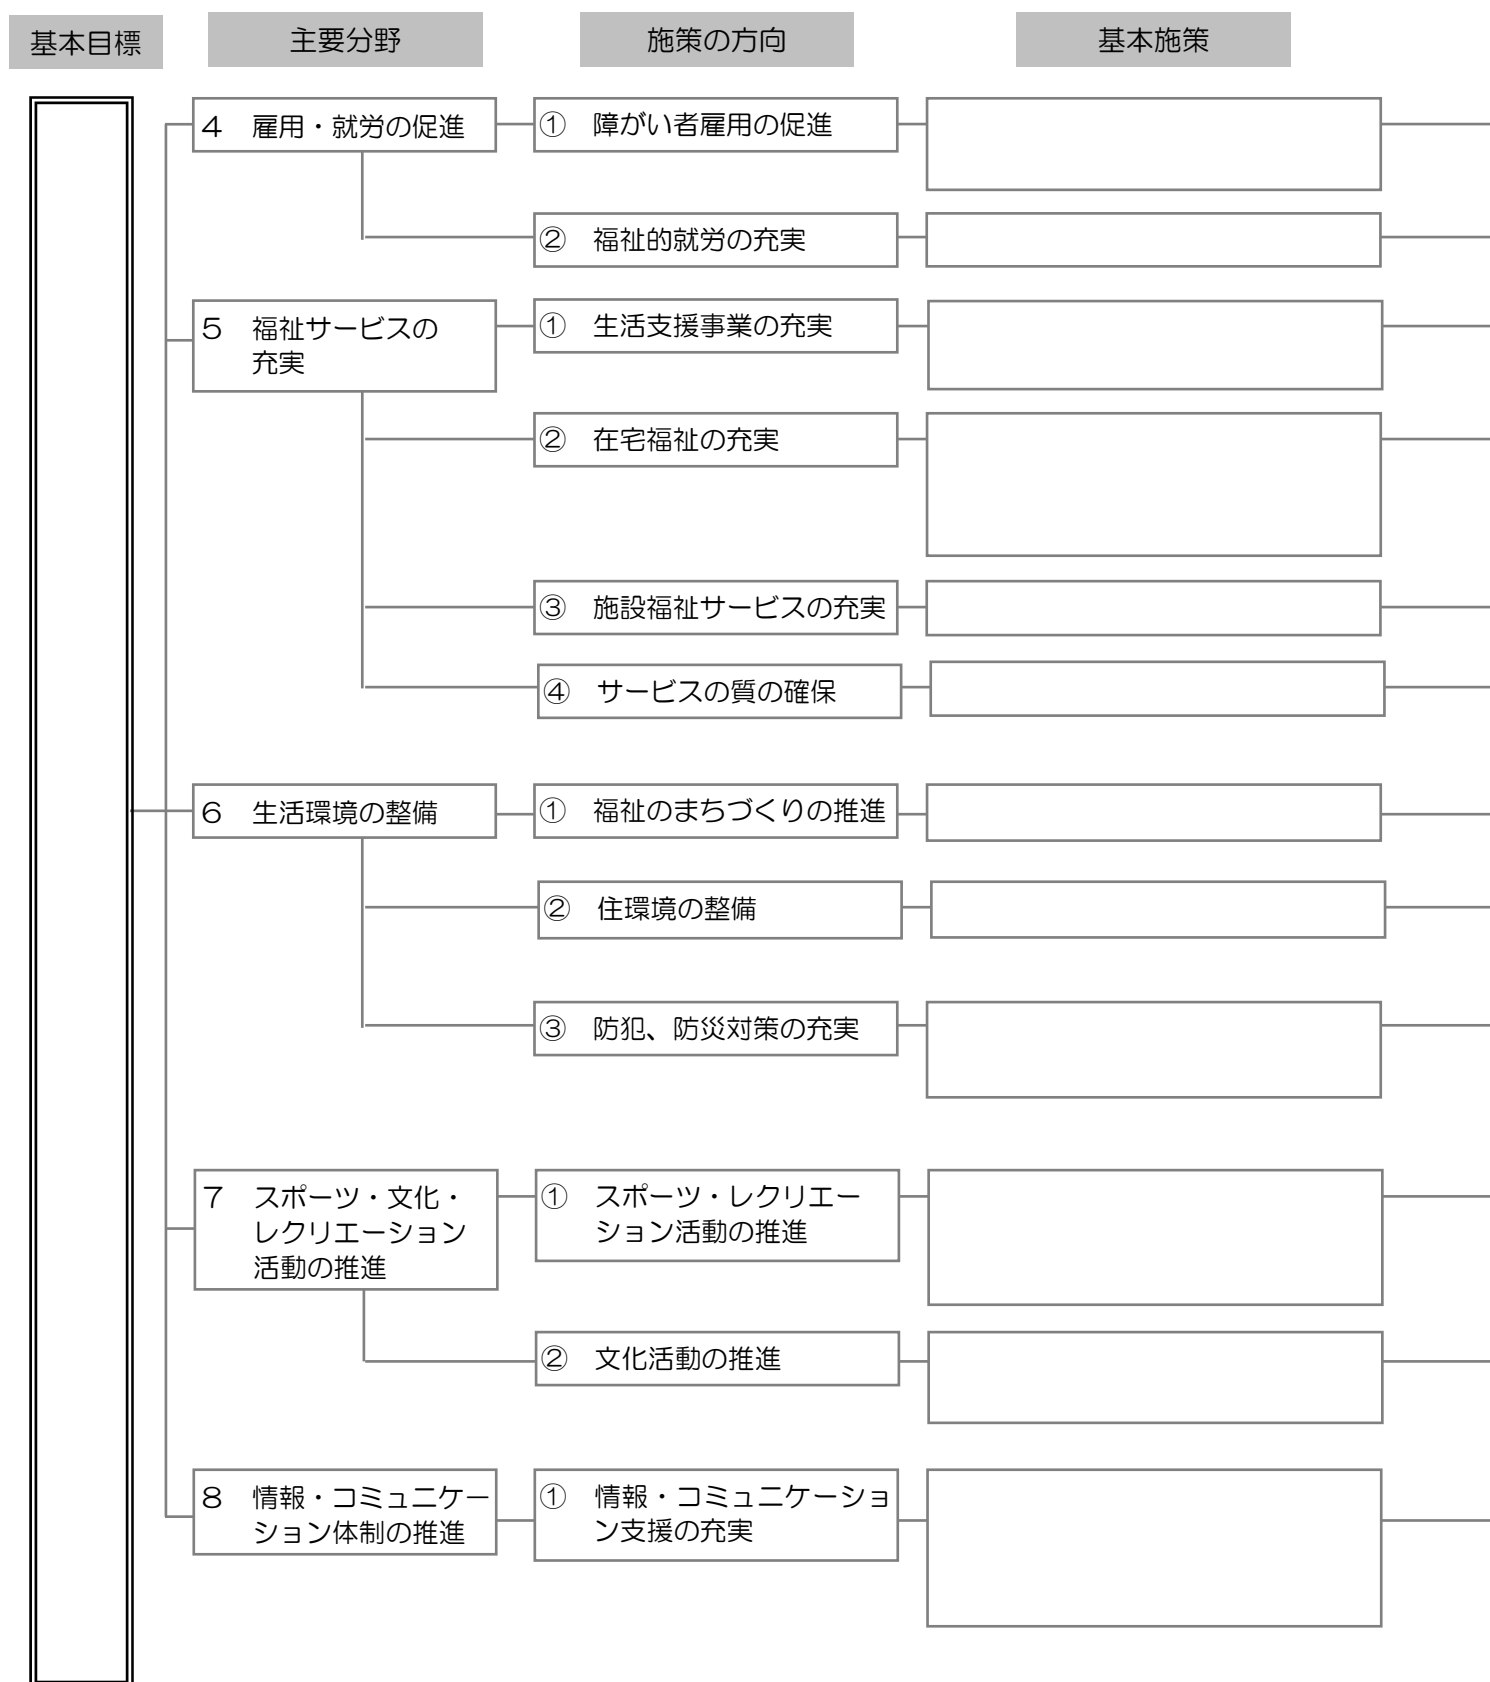 基本目標
主要分野
施策の方向
基本施策
４　雇用・就労の促進
①　障がい者雇用の促進
②　福祉的就労の充実
５　福祉サービスの
充実
①　生活支援事業の充実
②　在宅福祉の充実
③　施設福祉サービスの充実
④　サービスの質の確保
６　生活環境の整備
①　福祉のまちづくりの推進
②　住環境の整備
③　防犯、防災対策の充実
７　スポーツ・文化・
レクリエーション
活動の推進
①　スポーツ・レクリエー
ション活動の推進
②　文化活動の推進
８　情報・コミュニケー
ション体制の推進
①　情報・コミュニケーショ
ン支援の充実